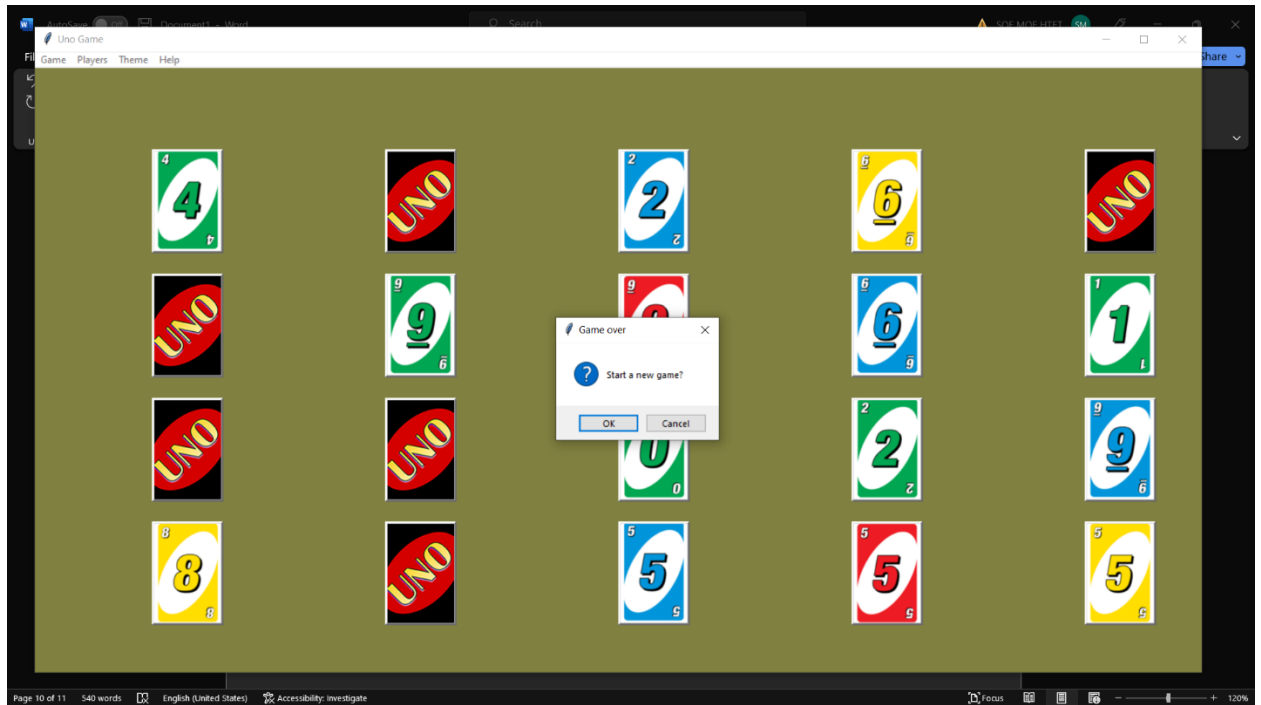 AutoSave Off Document1 - Word Search SOE MOE HTET SM
Uno Game
Share
Game Players Theme Help
4 2 6
4 UNO 2 6 UNO
4 2 6
9 9 6 1
UNO 9 6 1
9 6 1
Game over
Start a new game?
OK Cancel
2 9
UNO UNO 0 2 9
0 2 9
8 5 5 5
8 UNO 5 5 5
8 5 5 5
Page 10 of 11 540 words English (United States) Accessibility: Investigate Focus 120%